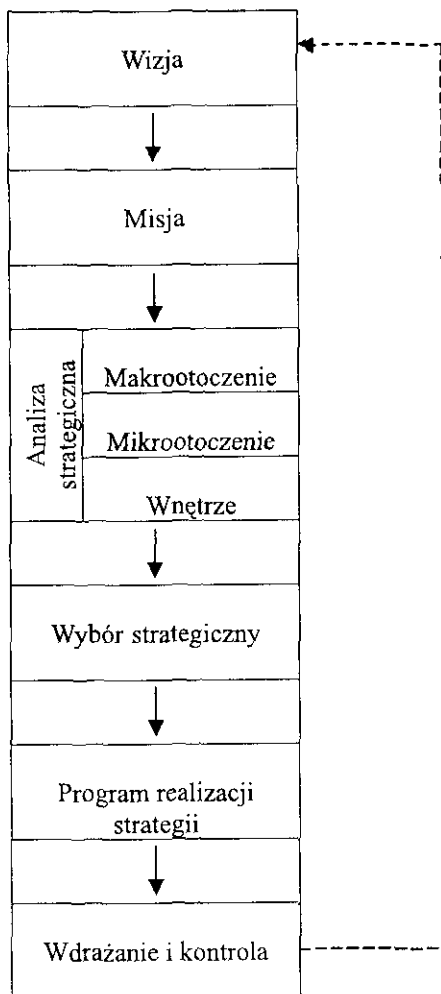 Wizja
Misja
Analiza
strategiczna
Makrootoczenie
Mikrootoczenie
Wnętrze
Wybór strategiczny
Program realizacji
strategii
Wdrażanie i kontrola